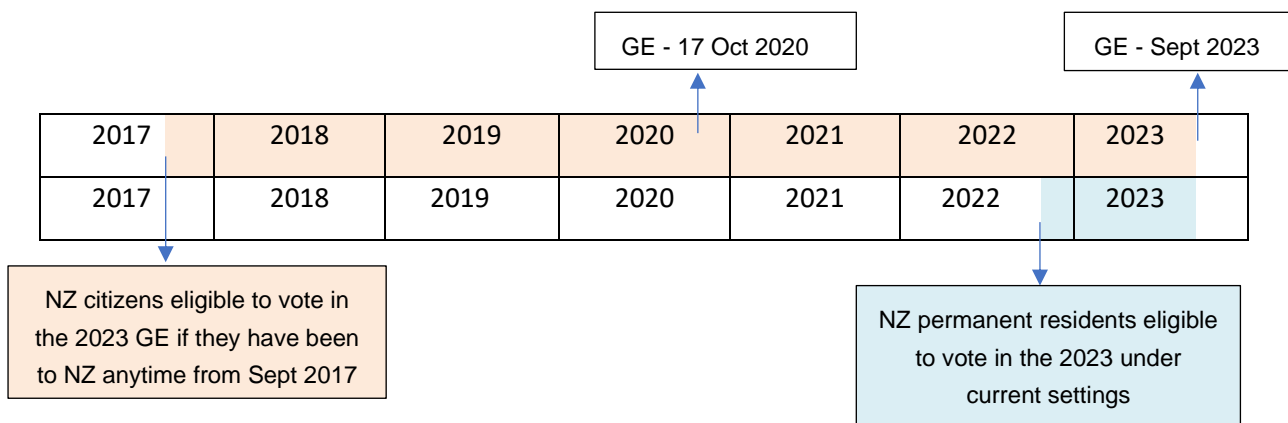 GE - 17 Oct 2020
GE - Sept 2023
2017 2018 2019 2020 2021 2022 2023
2017 2018 2019 2020 2021 2022 2023
NZ citizens eligible to vote in
the 2023 GE if they have been
to NZ anytime from Sept 2017
NZ permanent residents eligible
to vote in the 2023 under
current settings